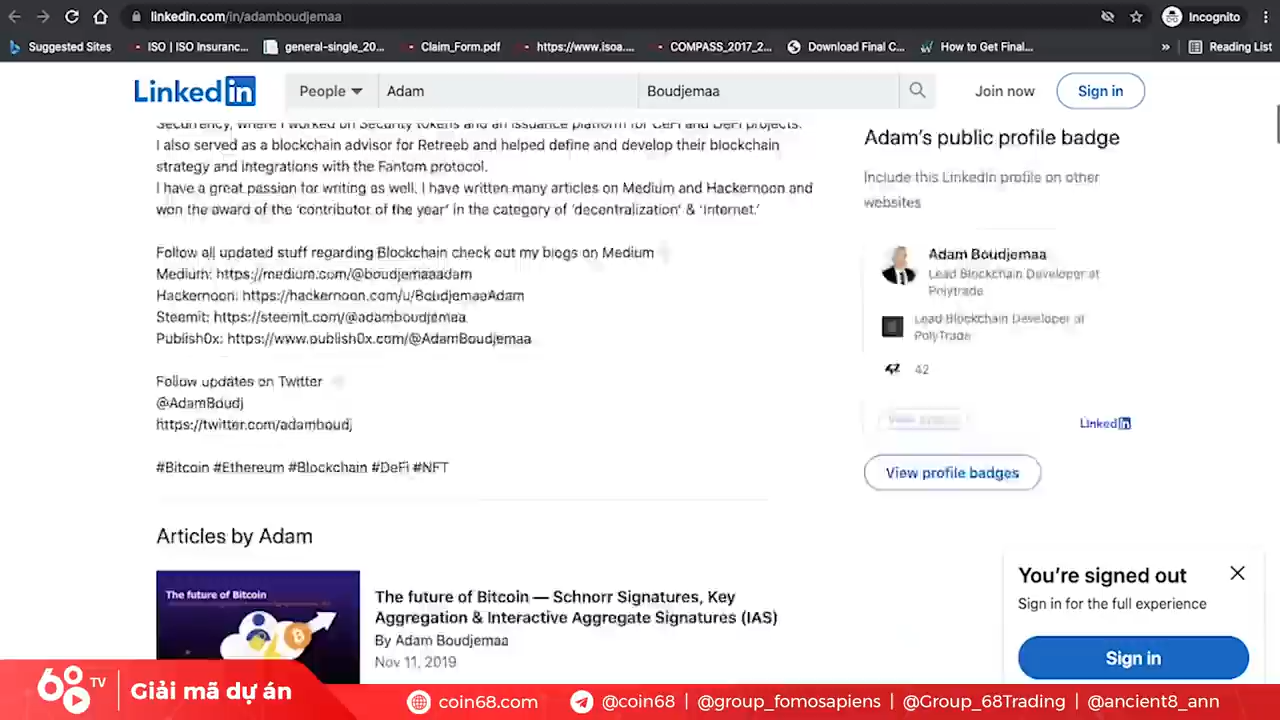 linkedin.com/in/adamboudjemaa
Incognito
Suggested Sites
ISO | ISO Insuranc...
general-single_20...
Claim_Form.pdf
https://www.isoa....
COMPASS_2017_2...
Download Final C...
How to Get Final...
»
Reading List
Linked in
People
Adam
Boudjemaa
Join now
Sign in
Securrency, where I worked on Security tokens and an issuance platform for CeFi and DeFi projects.
I also served as a blockchain advisor for Retreeb and helped define and develop their blockchain
strategy and integrations with the Fantom protocol.
I have a great passion for writing as well. I have written many articles on Medium and Hackernoon and
won the award of the 'contributor of the year' in the category of 'decentralization' & 'Internet.'
Follow all updated stuff regarding Blockchain check out my blogs on Medium
Medium: https://medium.com/@boudjemaaadam
Hackernoon: https://hackernoon.com/u/BoudjemaaAdam
Steemit: https://steemit.com/@adamboudjemaa
Publish0x: https://www.publish0x.com/@AdamBoudjemaa
Follow updates on Twitter
@AdamBoudj
https://twitter.com/adamboudj
#Bitcoin #Ethereum #Blockchain #DeFi #NFT
Adam's public profile badge
Include this LinkedIn profile on other
websites
Adam Boudjemaa
Lead Blockchain Developer at
Polytrade
Lead Blockchain Developer at
PolyTrade
42
42
View profile
Linked in
View profile badges
Articles by Adam
The future of Bitcoin
The future of Bitcoin — Schnorr Signatures, Key
Aggregation & Interactive Aggregate Signatures (IAS)
By Adam Boudjemaa
Nov 11, 2019
You're signed out
Sign in for the full experience
Sign in
68 TV
Giải mã dự án
coin68.com
@coin68 | @group_fomosapiens | @Group_68Trading | @ancient8_ann